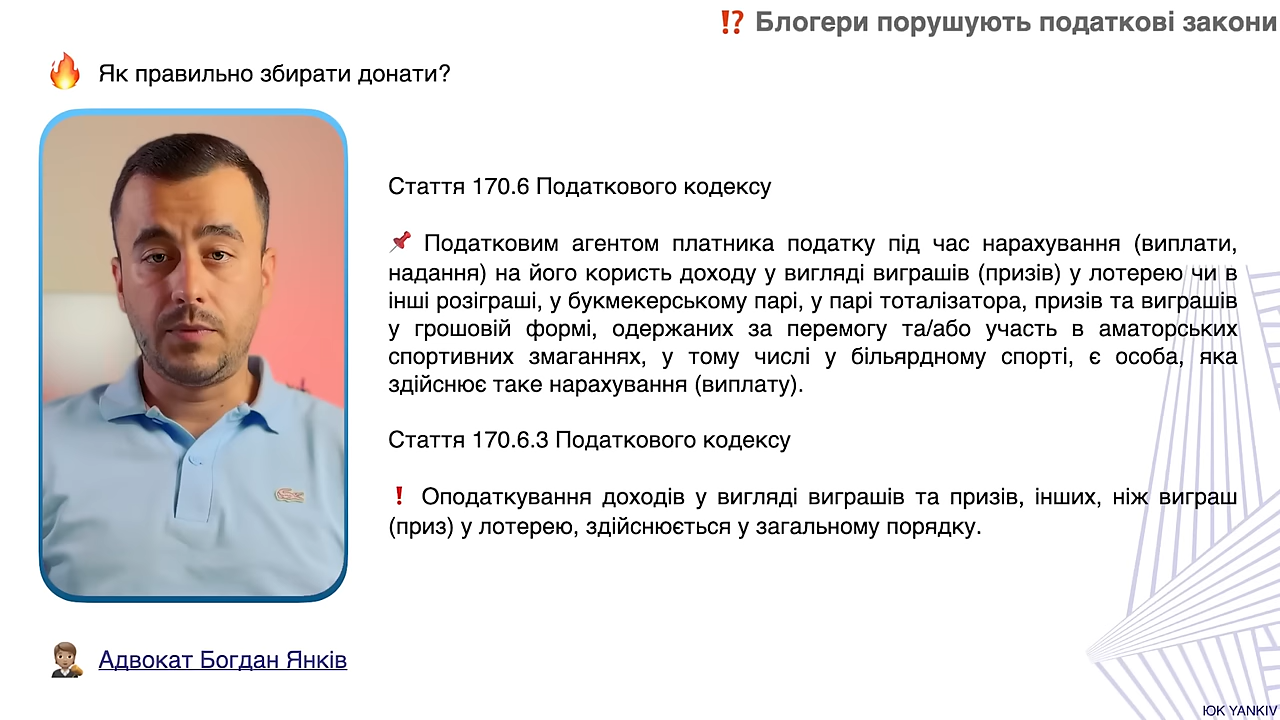 ⁉️ Блогери порушують податкові закони
🔥 Як правильно збирати донати?
Стаття 170.6 Податкового кодексу
📌 Податковим агентом платника податку під час нарахування (виплати,
надання) на його користь доходу у вигляді виграшів (призів) у лотерею чи в
інші розіграші, у букмекерському парі, у парі тоталізатора, призів та виграшів
у грошовій формі, одержаних за перемогу та/або участь в аматорських
спортивних змаганнях, у тому числі у більярдному спорті, є особа, яка
здійснює таке нарахування (виплату).
Стаття 170.6.3 Податкового кодексу
❗ Оподаткування доходів у вигляді виграшів та призів, інших, ніж виграш
(приз) у лотерею, здійснюється у загальному порядку.
Адвокат Богдан Янків
ЮК YANKIV